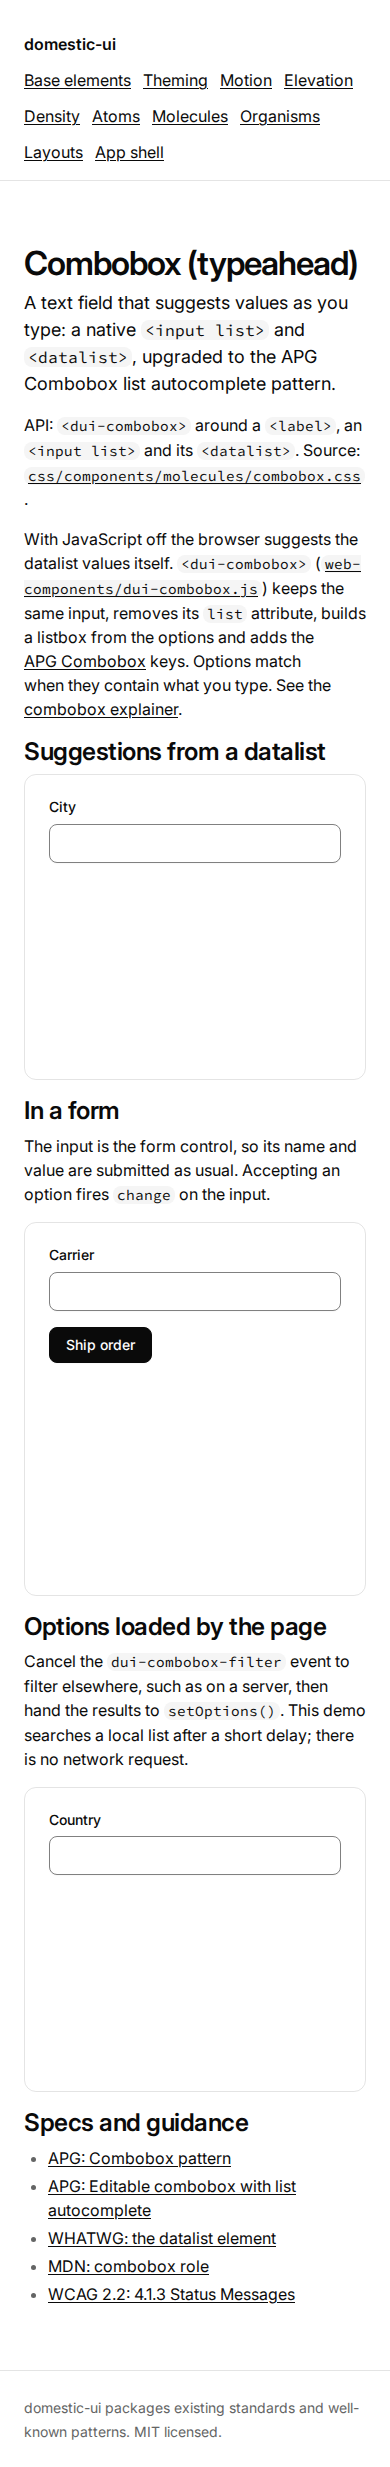 domestic-ui
Base elements Theming Motion Elevation
Density Atoms Molecules Organisms
Layouts App shell
Combobox (typeahead)
A text field that suggests values as you
type: a native <input list> and
<datalist>, upgraded to the APG
Combobox list autocomplete pattern.
API: <dui-combobox> around a <label>, an
<input list> and its <datalist>. Source:
css/components/molecules/combobox.css
.
With JavaScript off the browser suggests the
datalist values itself. <dui-combobox> (web-
components/dui-combobox.js) keeps the
same input, removes its list attribute, builds
a listbox from the options and adds the
APG Combobox keys. Options match
when they contain what you type. See the
combobox explainer.
Suggestions from a datalist
City
In a form
The input is the form control, so its name and
value are submitted as usual. Accepting an
option fires change on the input.
Carrier
Ship order
Options loaded by the page
Cancel the dui-combobox-filter event to
filter elsewhere, such as on a server, then
hand the results to setOptions(). This demo
searches a local list after a short delay; there
is no network request.
Country
Specs and guidance
• APG: Combobox pattern
• APG: Editable combobox with list
autocomplete
• WHATWG: the datalist element
• MDN: combobox role
• WCAG 2.2: 4.1.3 Status Messages
domestic-ui packages existing standards and well-
known patterns. MIT licensed.